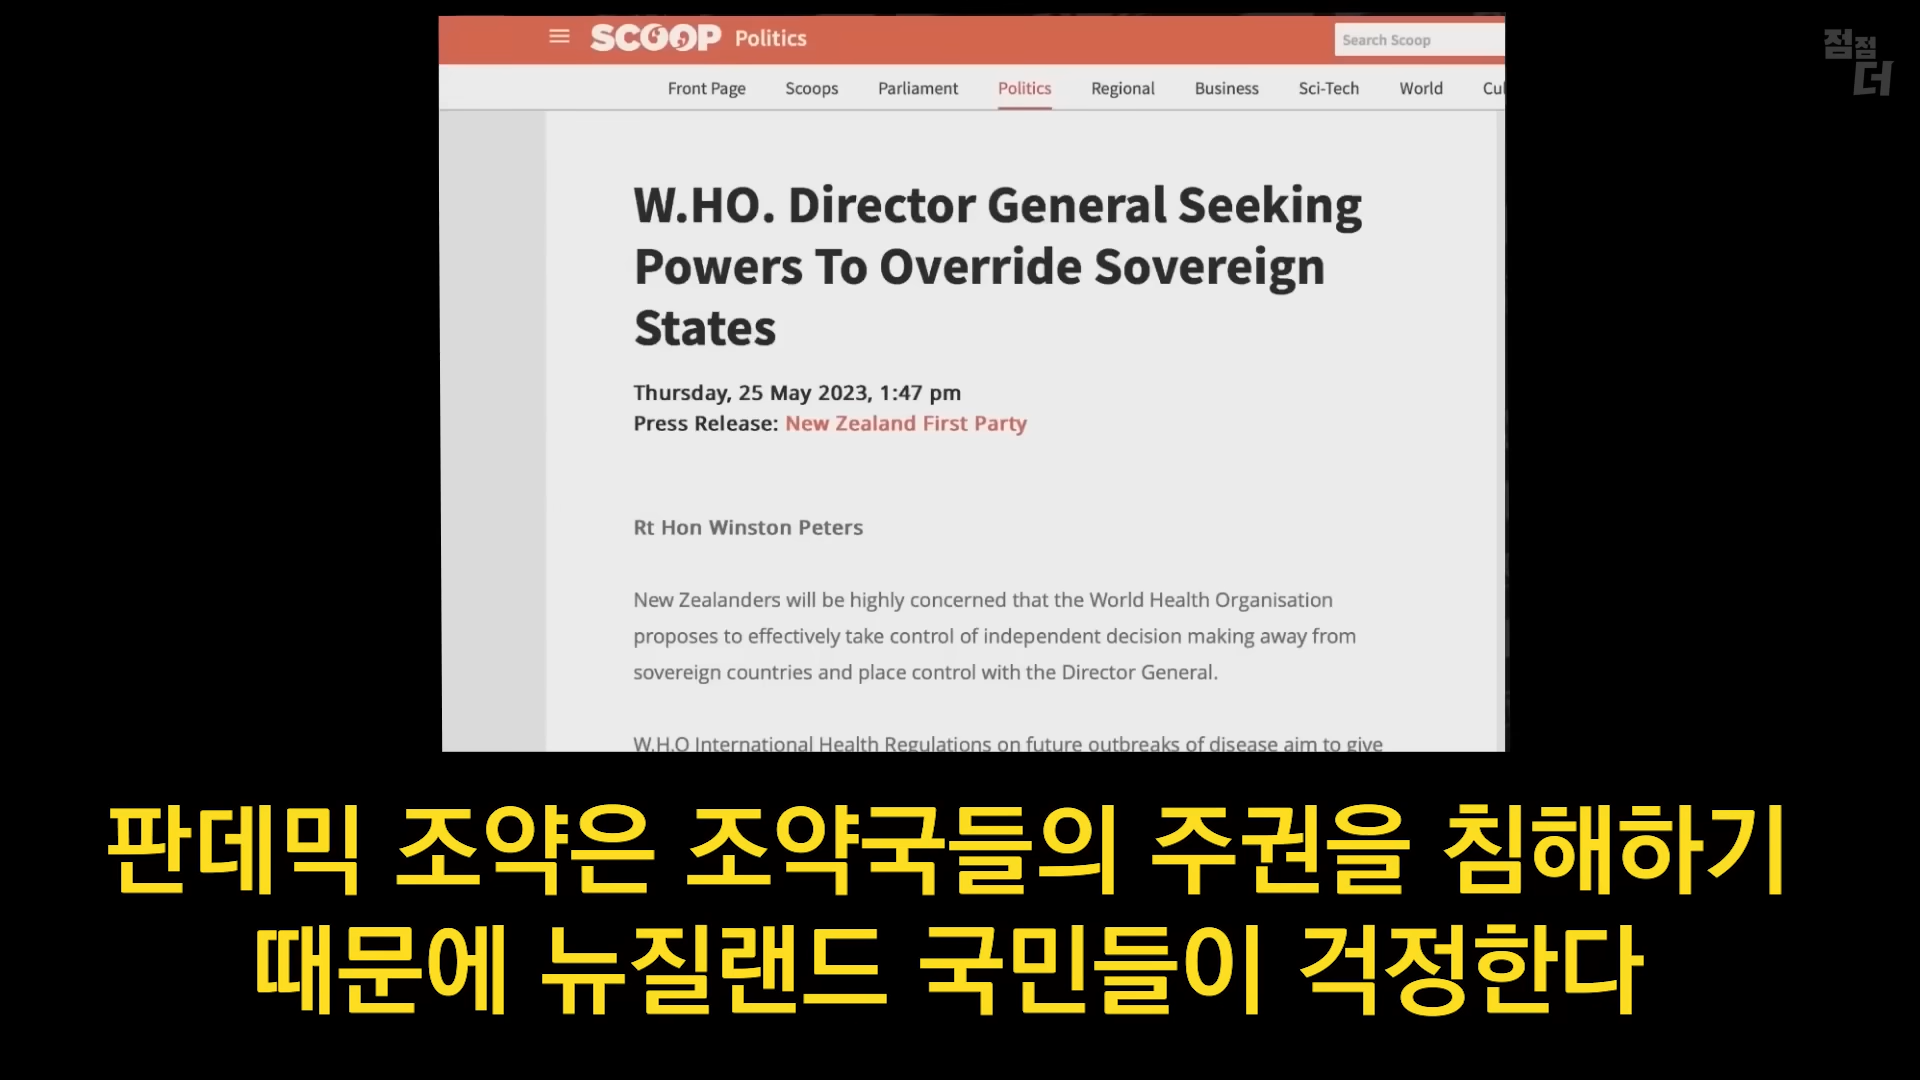 SCOOP Politics
Search Scoop
점점
더
Front Page Scoops Parliament Politics Regional Business Sci-Tech World Cul
W.HO. Director General Seeking
Powers To Override Sovereign
States
Thursday, 25 May 2023, 1:47 pm
Press Release: New Zealand First Party
Rt Hon Winston Peters
New Zealanders will be highly concerned that the World Health Organisation
proposes to effectively take control of independent decision making away from
sovereign countries and place control with the Director General.
W.H.O International Health Regulations on future outbreaks of disease aim to give
판데믹 조약은 조약국들의 주권을 침해하기
때문에 뉴질랜드 국민들이 걱정한다